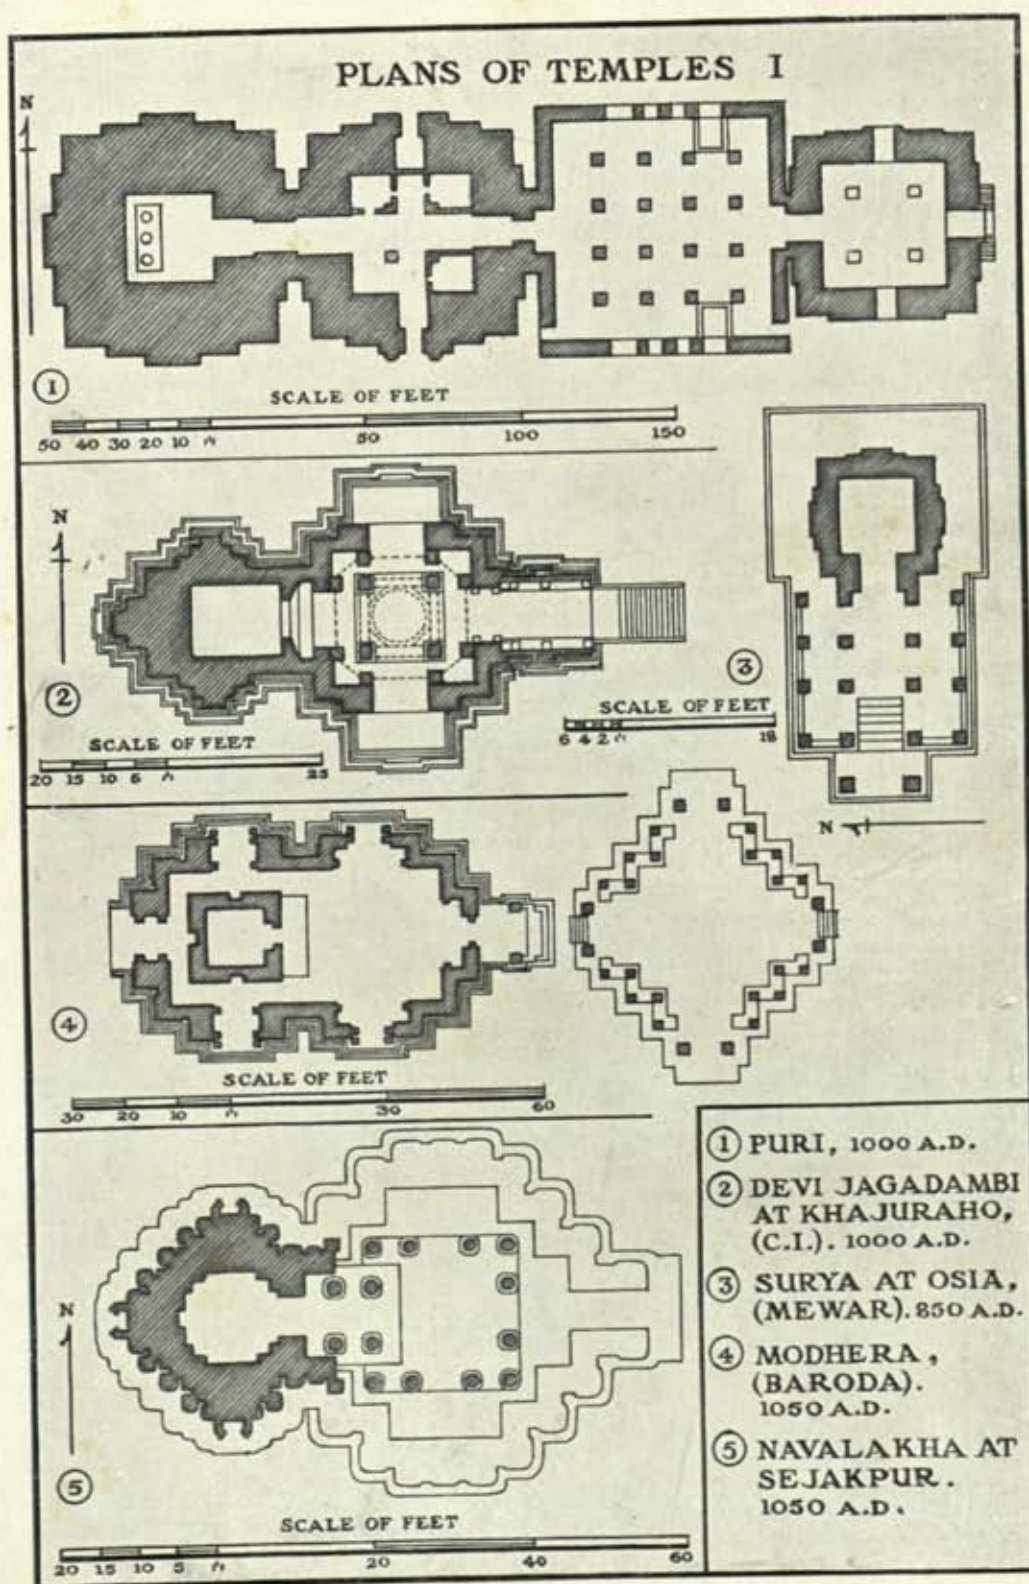 PLANS OF TEMPLES I
N
1
SCALE OF FEET
50 40 30 20 10 0 50 100 150
N
2
SCALE OF FEET
20 15 10 5 0 25
3
SCALE OF FEET
6 4 2 0 18
N
4
SCALE OF FEET
30 20 10 0 30 60
N
5
SCALE OF FEET
20 15 10 5 0 20 40 60
1 PURI, 1000 A.D.
2 DEVI JAGADAMBI
AT KHAJURAHO,
(C.I.). 1000 A.D.
3 SURYA AT OSIA,
(MEWAR). 850 A.D.
4 MODHERA,
(BARODA).
1050 A.D.
5 NAVALAKHA AT
SEJAKPUR.
1050 A.D.